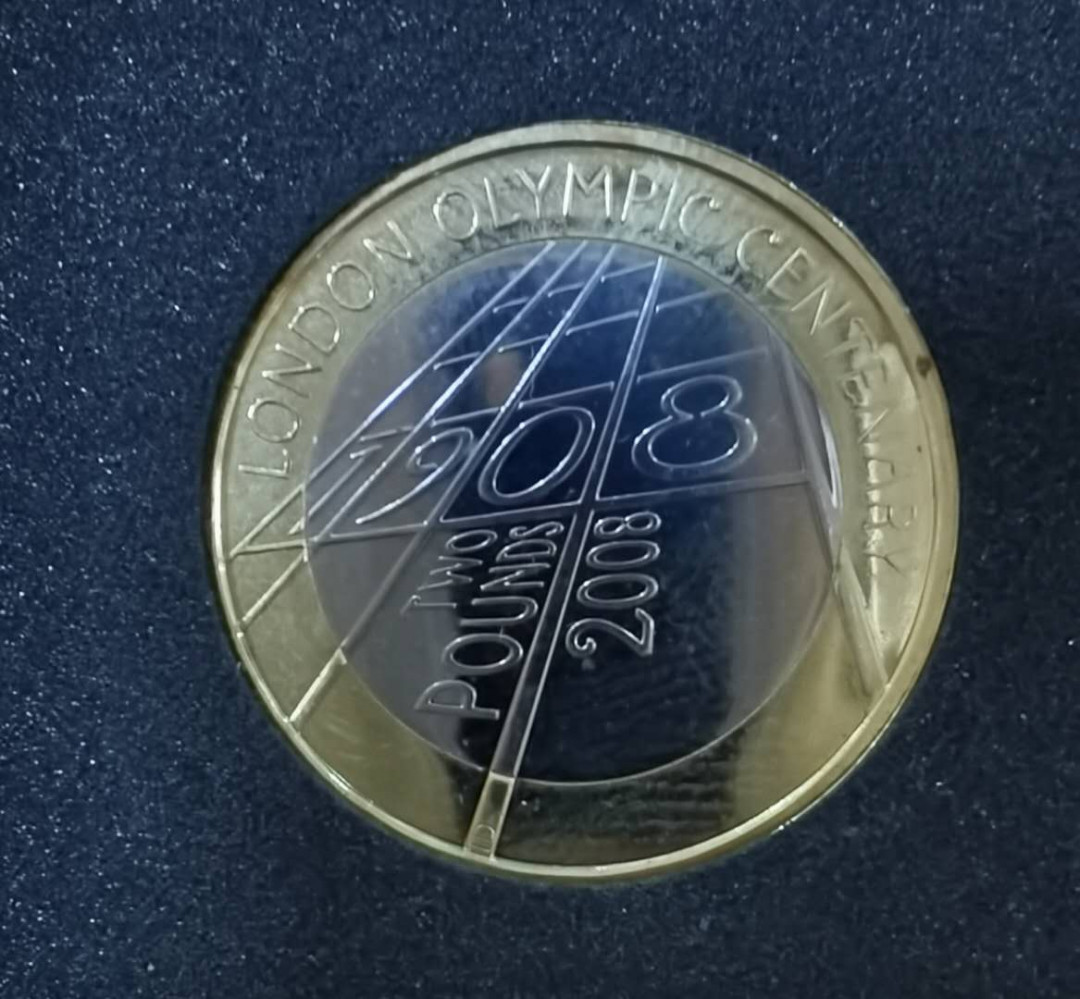 LONDON OLYMPIC CENTENARY
1908
TWO
POUNDS
2008